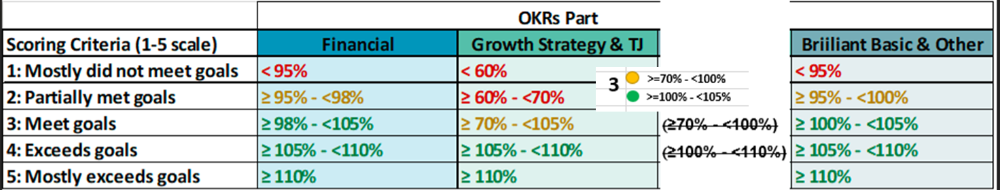 OKRs Part
Scoring Criteria (1-5 scale) Financial Growth Strategy & TJ Briiliant Basic & Other
1: Mostly did not meet goals < 95% < 60% < 95%
3 >=70% - <100%
>=100% - <105%
2: Partially met goals ≥ 95% - <98% ≥ 60% - <70% ≥ 95% - <100%
3: Meet goals ≥ 98% - <105% ≥ 70% - <105% (≥70% - <100%) ≥ 100% - <105%
4: Exceeds goals ≥ 105% - <110% ≥ 105% - <110% (≥100% - <110%) ≥ 105% - <110%
5: Mostly exceeds goals ≥ 110% ≥ 110% ≥ 110%